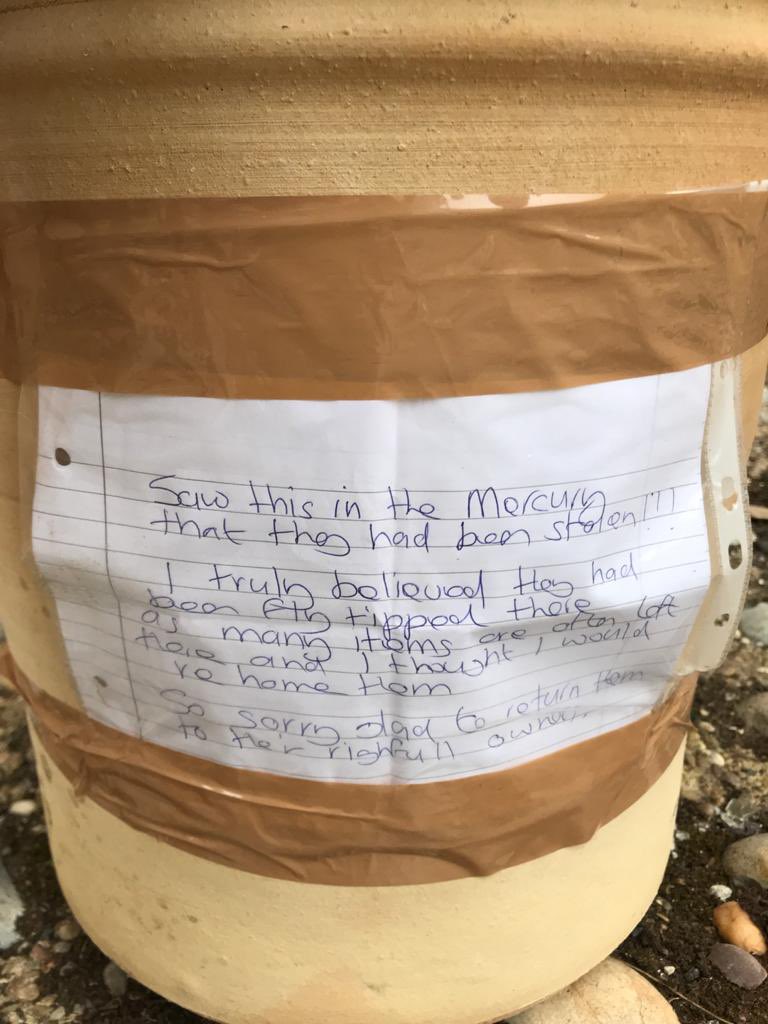 Saw this in the Mercury
that they had been stolen!!!
I truly believed they had
been fly tipped there
as many items are often left
there and I thought I would
re home them
So sorry glad to return them
to ther rightfull owner.